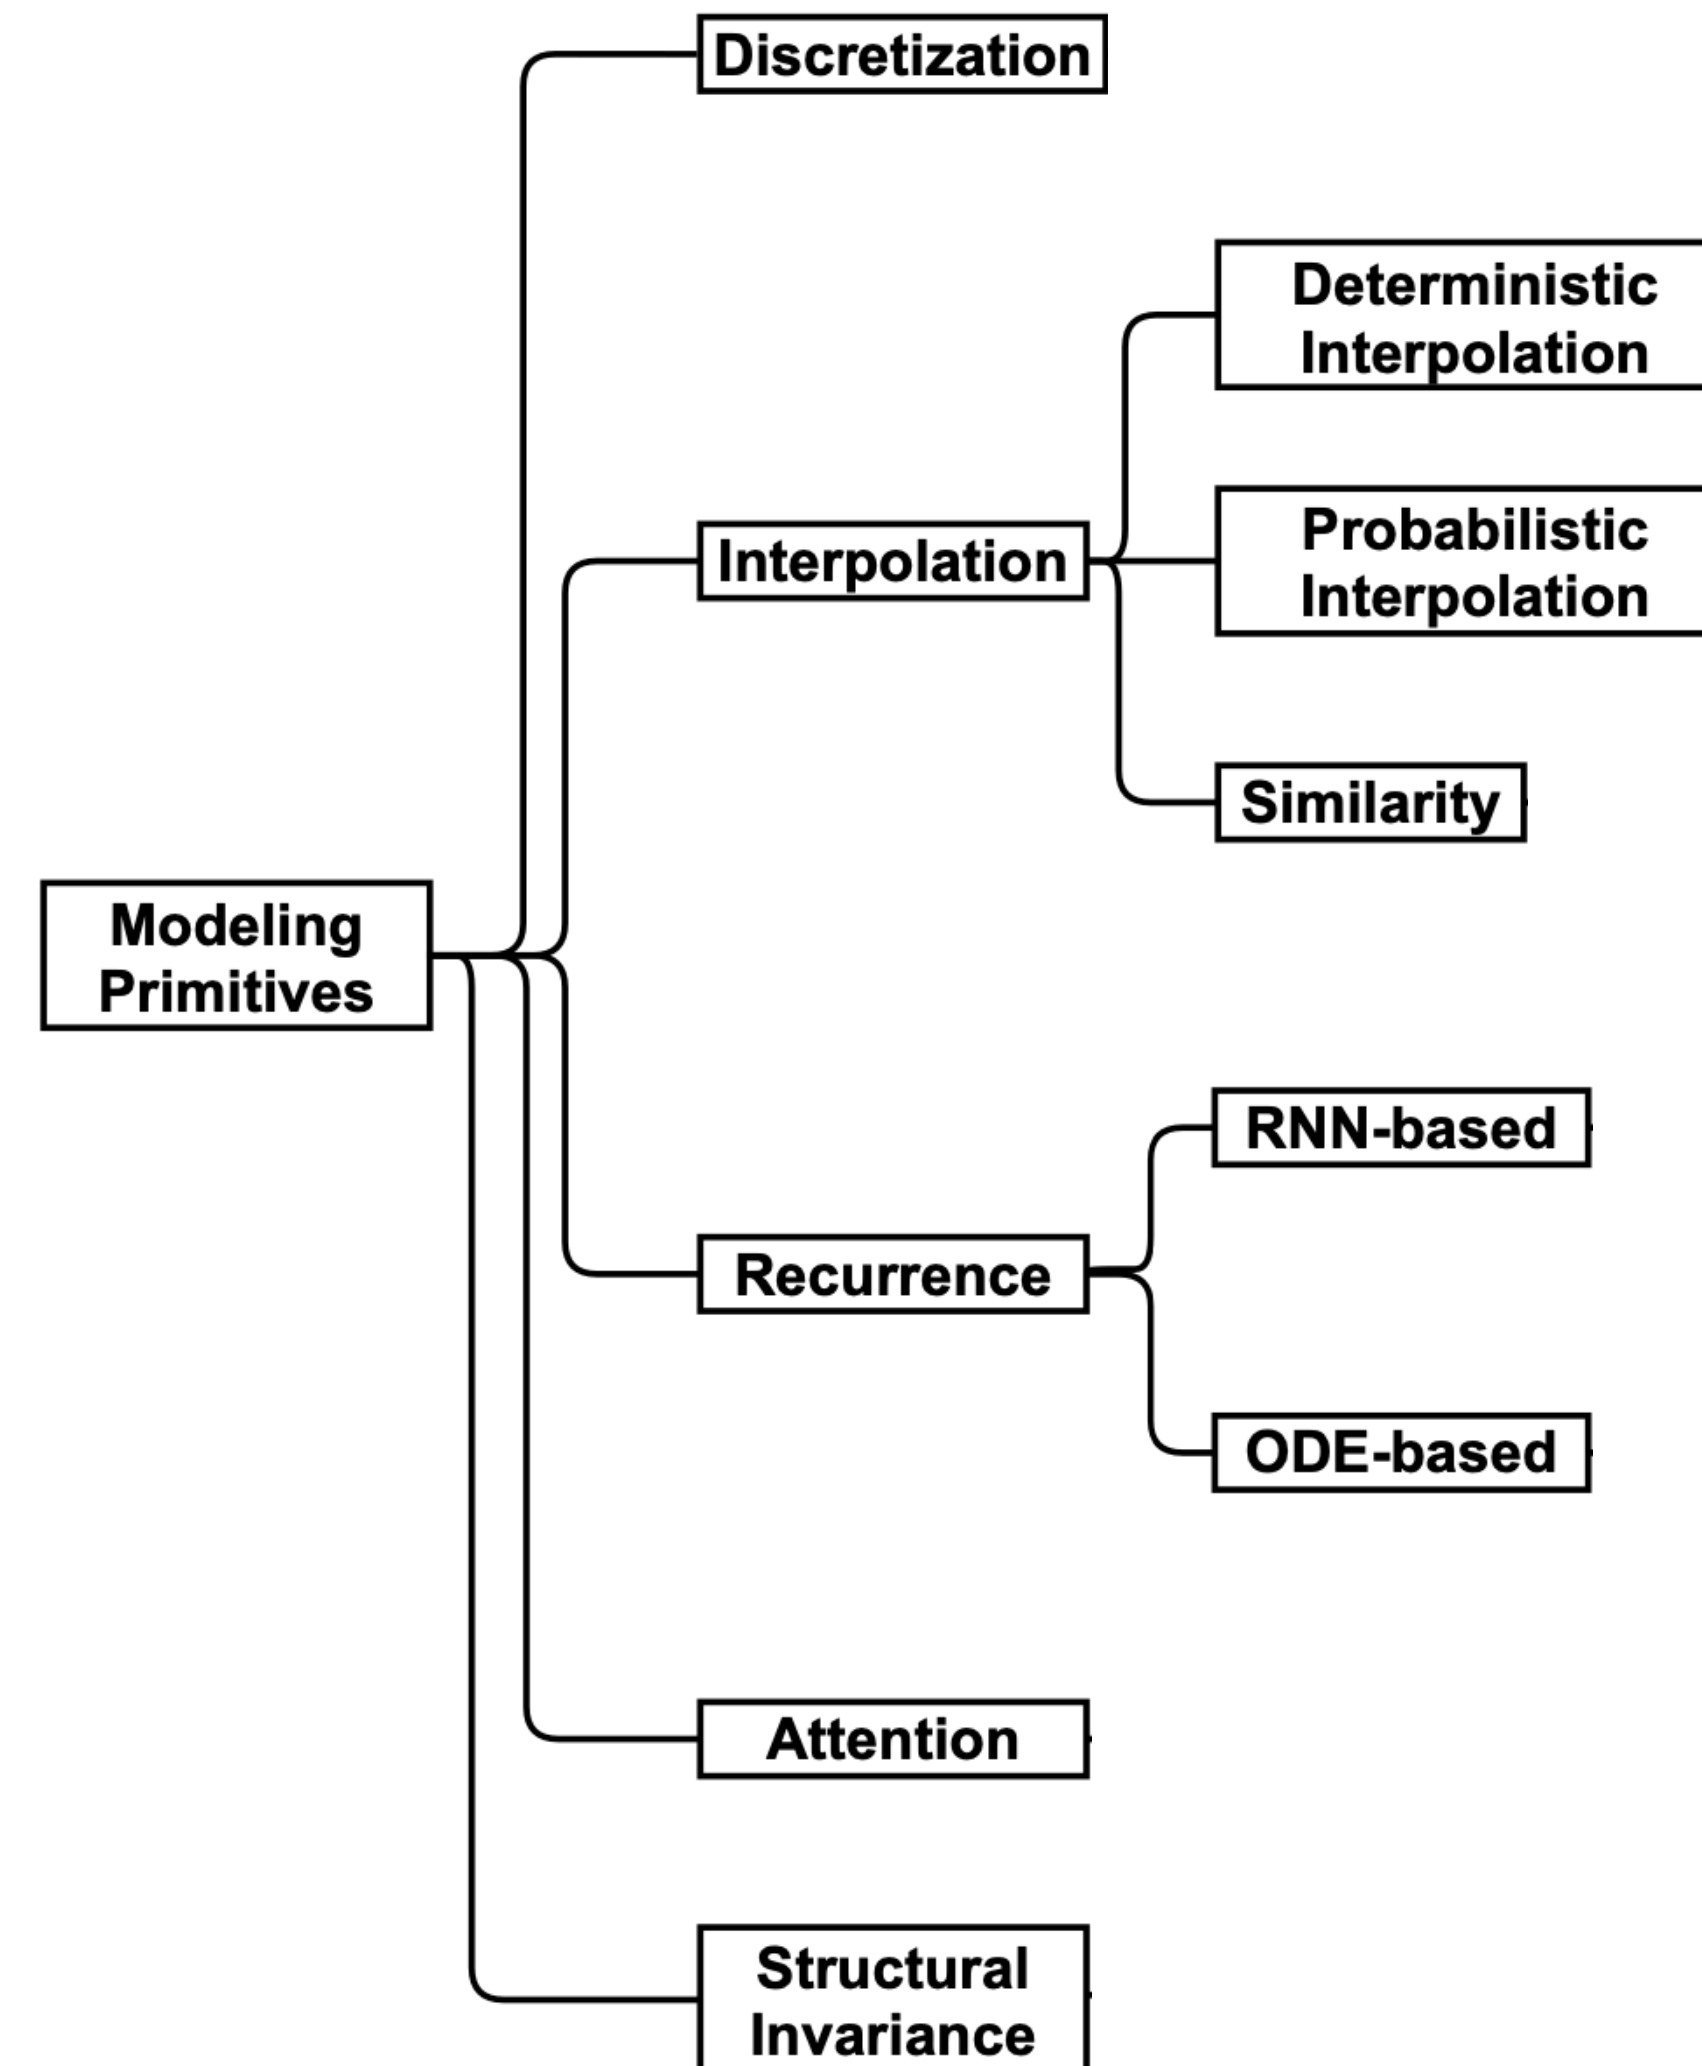 Discretization
Deterministic
Interpolation
Probabilistic
Interpolation
Interpolation
Similarity
Modeling
Primitives
RNN-based
Recurrence
ODE-based
Attention
Structural
Invariance